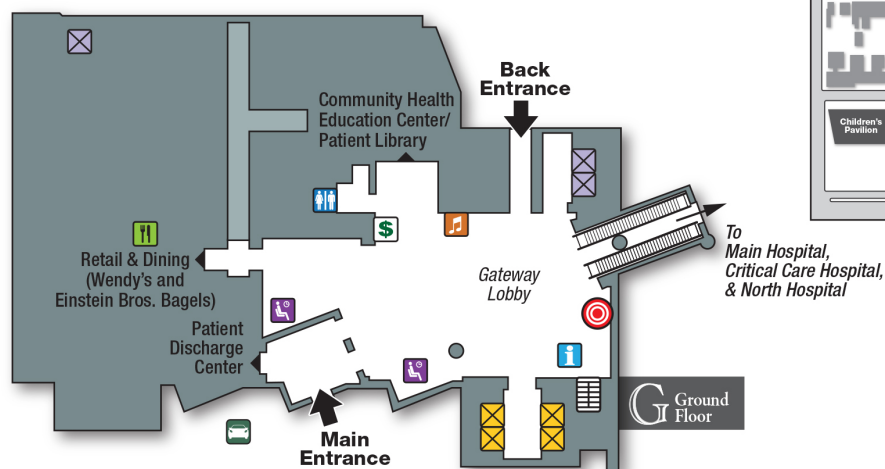 Back
Entrance
Community Health
Education Center/
Patient Library
Children's
Pavilion
$
To
Main Hospital,
Critical Care Hospital,
& North Hospital
Retail & Dining
(Wendy's and
Einstein Bros. Bagels)
Gateway
Lobby
Patient
Discharge
Center
i
G Ground
Floor
Main
Entrance